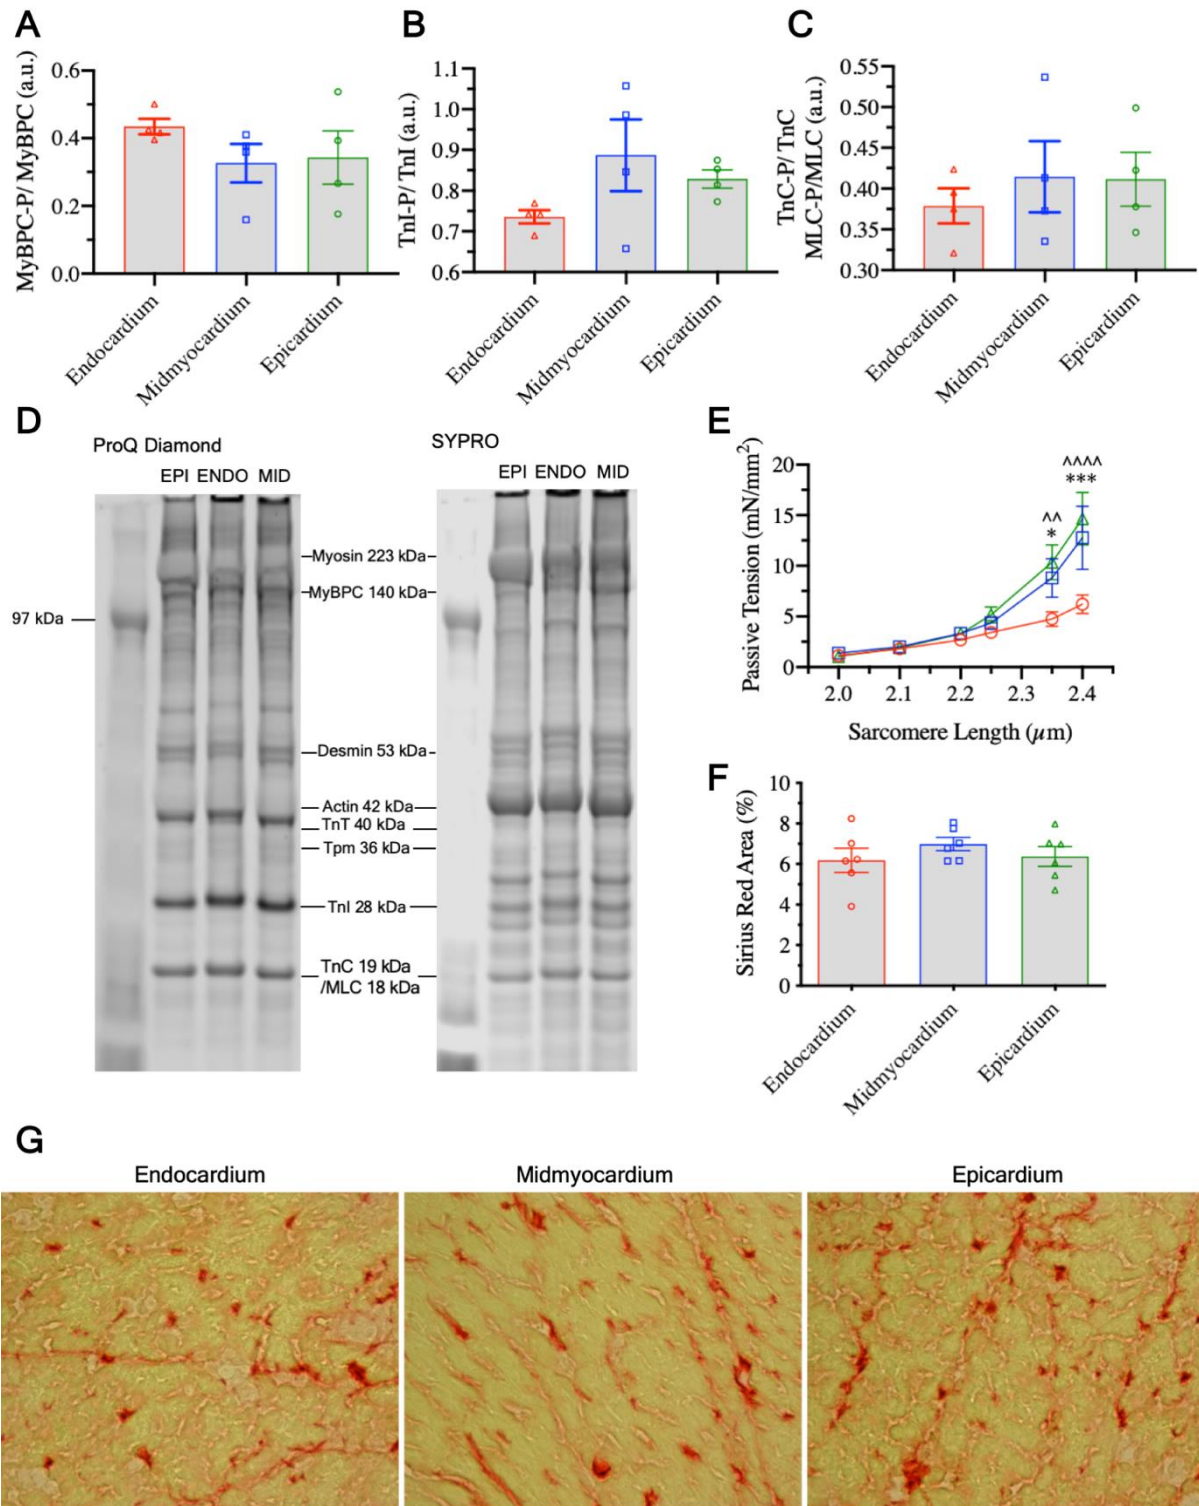 A
B
C
MyBPC-P/ MyBPC (a.u.)
0.6
0.4
0.2
0.0
Endocardium
Midmyocardium
Epicardium
TnI-P/ TnI (a.u.)
1.1
1.0
0.9
0.8
0.7
0.6
Endocardium
Midmyocardium
Epicardium
TnC-P/ TnC
MLC-P/MLC (a.u.)
0.55
0.50
0.45
0.40
0.35
0.30
Endocardium
Midmyocardium
Epicardium
D
ProQ Diamond
EPI ENDO MID
SYPRO
EPI ENDO MID
97 kDa
Myosin 223 kDa
MyBPC 140 kDa
Desmin 53 kDa
Actin 42 kDa
TnT 40 kDa
Tpm 36 kDa
TnI 28 kDa
TnC 19 kDa
/MLC 18 kDa
E
Passive Tension (mN/mm²)
20
15
10
5
0
^^^^
***
^^
*
2.0 2.1 2.2 2.3 2.4
Sarcomere Length (µm)
F
Sirius Red Area (%)
10
8
6
4
2
0
Endocardium
Midmyocardium
Epicardium
G
Endocardium
Midmyocardium
Epicardium